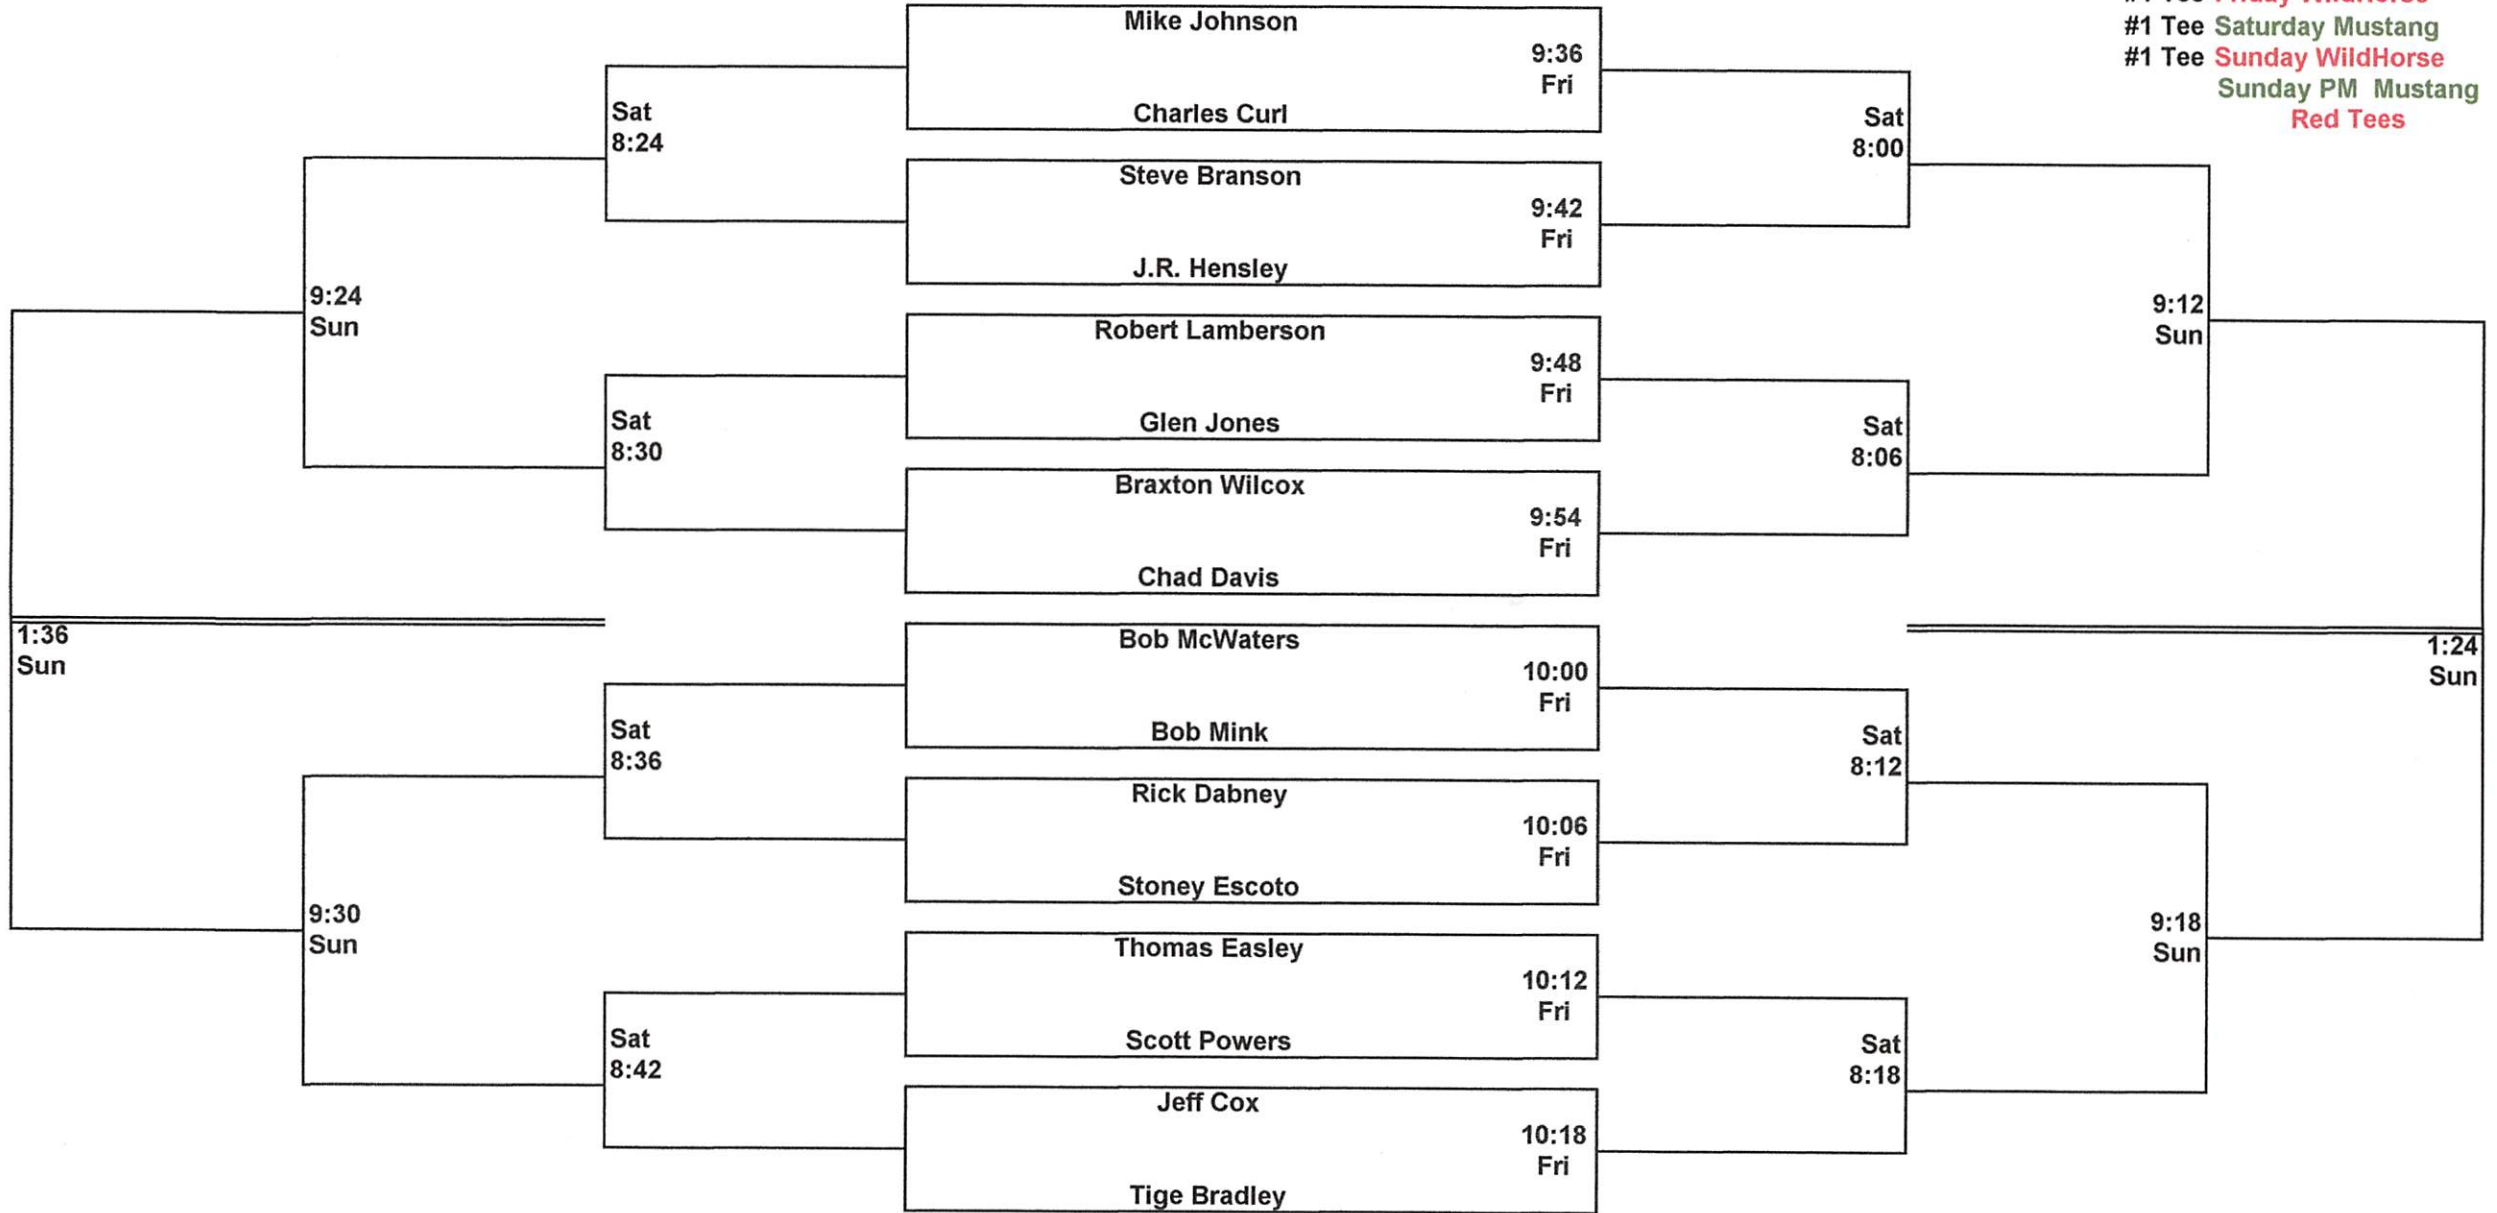 #1 Tee Friday WildHorse
#1 Tee Saturday Mustang
#1 Tee Sunday WildHorse
Sunday PM Mustang
Red Tees
Mike Johnson
9:36
Fri
Charles Curl
Sat
8:24
Sat
8:00
Steve Branson
9:42
Fri
J.R. Hensley
9:24
Sun
9:12
Sun
Robert Lamberson
9:48
Fri
Glen Jones
Sat
8:30
Sat
8:06
Braxton Wilcox
9:54
Fri
Chad Davis
1:36
Sun
1:24
Sun
Bob McWaters
10:00
Fri
Bob Mink
Sat
8:36
Sat
8:12
Rick Dabney
10:06
Fri
Stoney Escoto
9:30
Sun
9:18
Sun
Thomas Easley
10:12
Fri
Scott Powers
Sat
8:42
Sat
8:18
Jeff Cox
10:18
Fri
Tige Bradley